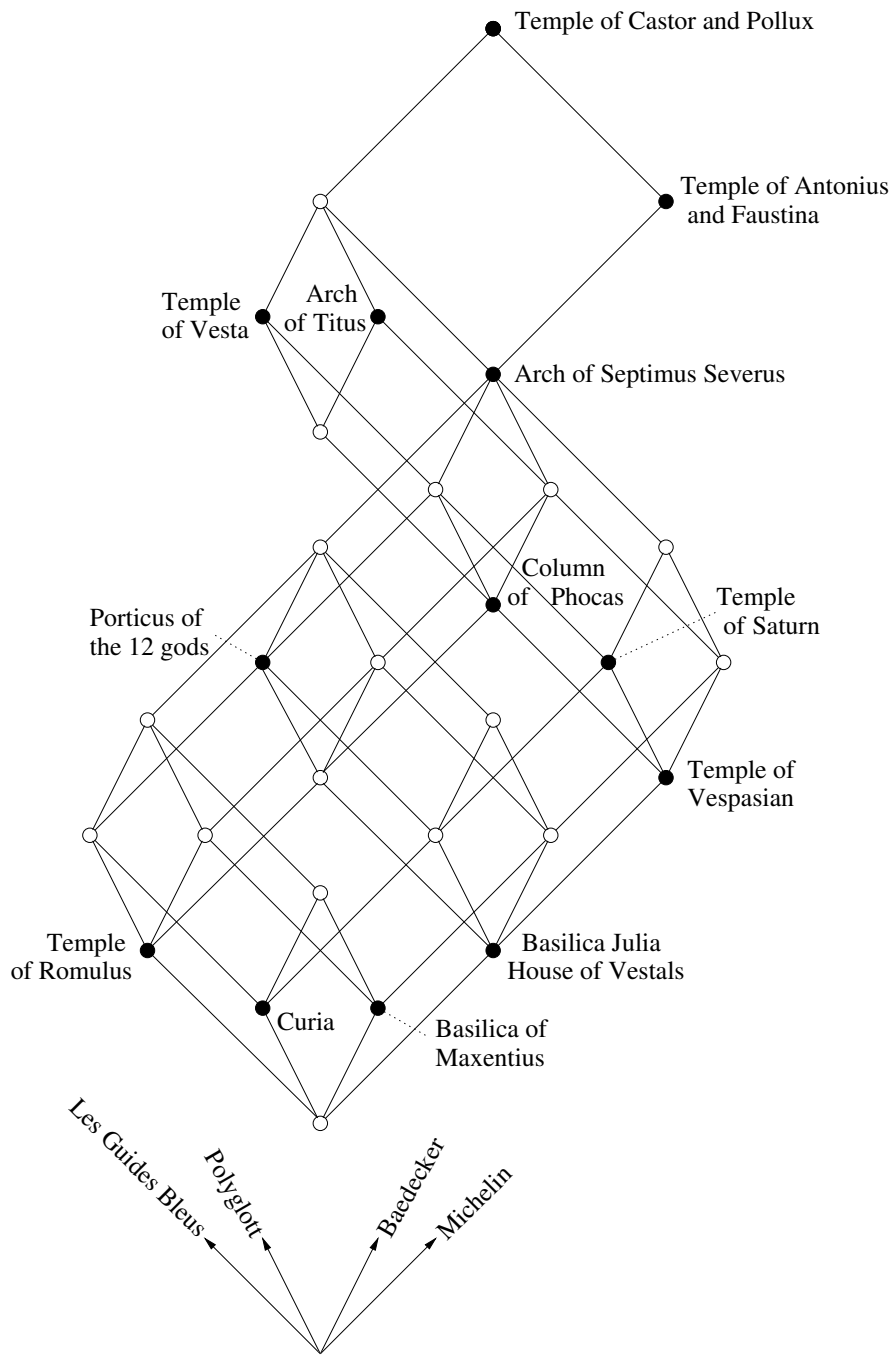 Temple of Castor and Pollux
Temple of Antonius
and Faustina
Temple
of Vesta
Arch
of Titus
Arch of Septimus Severus
Column
of Phocas
Temple
of Saturn
Porticus of
the 12 gods
Temple of
Vespasian
Temple
of Romulus
Basilica Julia
House of Vestals
Curia
Basilica of
Maxentius
Les Guides Bleus
Polyglott
Baedecker
Michelin